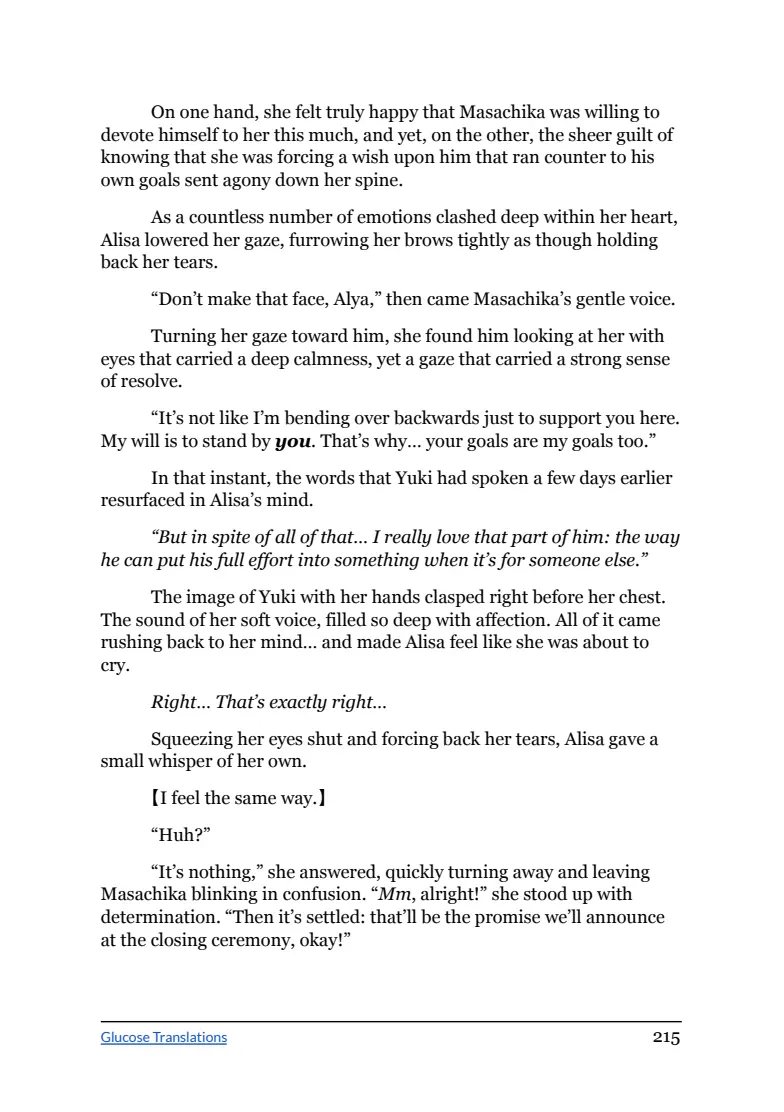 On one hand, she felt truly happy that Masachika was willing to
devote himself to her this much, and yet, on the other, the sheer guilt of
knowing that she was forcing a wish upon him that ran counter to his
own goals sent agony down her spine.
As a countless number of emotions clashed deep within her heart,
Alisa lowered her gaze, furrowing her brows tightly as though holding
back her tears.
“Don’t make that face, Alya,” then came Masachika’s gentle voice.
Turning her gaze toward him, she found him looking at her with
eyes that carried a deep calmness, yet a gaze that carried a strong sense
of resolve.
“It’s not like I’m bending over backwards just to support you here.
My will is to stand by you. That’s why… your goals are my goals too.”
In that instant, the words that Yuki had spoken a few days earlier
resurfaced in Alisa’s mind.
“But in spite of all of that… I really love that part of him: the way
he can put his full effort into something when it’s for someone else.”
The image of Yuki with her hands clasped right before her chest.
The sound of her soft voice, filled so deep with affection. All of it came
rushing back to her mind… and made Alisa feel like she was about to
cry.
Right… That’s exactly right…
Squeezing her eyes shut and forcing back her tears, Alisa gave a
small whisper of her own.
【I feel the same way.】
“Huh?”
“It’s nothing,” she answered, quickly turning away and leaving
Masachika blinking in confusion. “Mm, alright!” she stood up with
determination. “Then it’s settled: that’ll be the promise we’ll announce
at the closing ceremony, okay!”
Glucose Translations 215